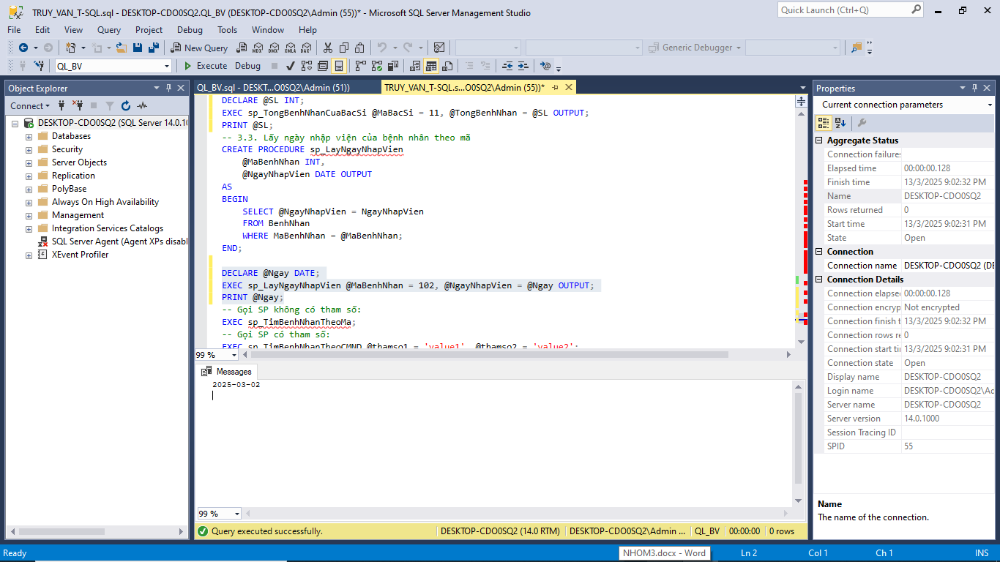 TRUY_VAN_T-SQL.sql - DESKTOP-CDO0SQ2.QL_BV (DESKTOP-CDO0SQ2\Admin (55))* - Microsoft SQL Server Management Studio
Quick Launch (Ctrl+Q)
File Edit View Query Project Debug Tools Window Help
New Query
MDX DMX XMLA DAX
Generic Debugger
QL_BV
Execute Debug
Object Explorer
Connect
DESKTOP-CDO0SQ2 (SQL Server 14.0.10
Databases
Security
Server Objects
Replication
PolyBase
Always On High Availability
Management
Integration Services Catalogs
SQL Server Agent (Agent XPs disabl
XEvent Profiler
QL_BV.sql - DESKT...O0SQ2\Admin (51))
TRUY_VAN_T-SQL.s...O0SQ2\Admin (55))*
DECLARE @SL INT;
EXEC sp_TongBenhNhanCuaBacSi @MaBacSi = 11, @TongBenhNhan = @SL OUTPUT;
PRINT @SL;
-- 3.3. Lấy ngày nhập viện của bệnh nhân theo mã
CREATE PROCEDURE sp_LayNgayNhapVien
@MaBenhNhan INT,
@NgayNhapVien DATE OUTPUT
AS
BEGIN
SELECT @NgayNhapVien = NgayNhapVien
FROM BenhNhan
WHERE MaBenhNhan = @MaBenhNhan;
END;
DECLARE @Ngay DATE;
EXEC sp_LayNgayNhapVien @MaBenhNhan = 102, @NgayNhapVien = @Ngay OUTPUT;
PRINT @Ngay;
-- Gọi SP không có tham số:
EXEC sp_TimBenhNhanTheoMa;
-- Gọi SP có tham số:
EXEC sp_TimBenhNhanTheoCMND @thamso1 = 'value1', @thamso2 = 'value2';
99 %
Messages
2025-03-02
99 %
Query executed successfully.
DESKTOP-CDO0SQ2 (14.0 RTM)
DESKTOP-CDO0SQ2\Admin ...
QL_BV
00:00:00
0 rows
Properties
Current connection parameters
Aggregate Status
Connection failures
Elapsed time 00:00:00.128
Finish time 13/3/2025 9:02:32 PM
Name DESKTOP-CDO0SQ2
Rows returned 0
Start time 13/3/2025 9:02:31 PM
State Open
Connection
Connection name DESKTOP-CDO0SQ2 (DE
Connection Details
Connection elapse 00:00:00.128
Connection encryp Not encrypted
Connection finish t 13/3/2025 9:02:32 PM
Connection rows re 0
Connection start tir 13/3/2025 9:02:31 PM
Connection state Open
Display name DESKTOP-CDO0SQ2
Login name DESKTOP-CDO0SQ2\Ad
Server name DESKTOP-CDO0SQ2
Server version 14.0.1000
Session Tracing ID
SPID 55
Name
The name of the connection.
Ready
NHOM3.docx - Word
Ln 2
Col 1
Ch 1
INS